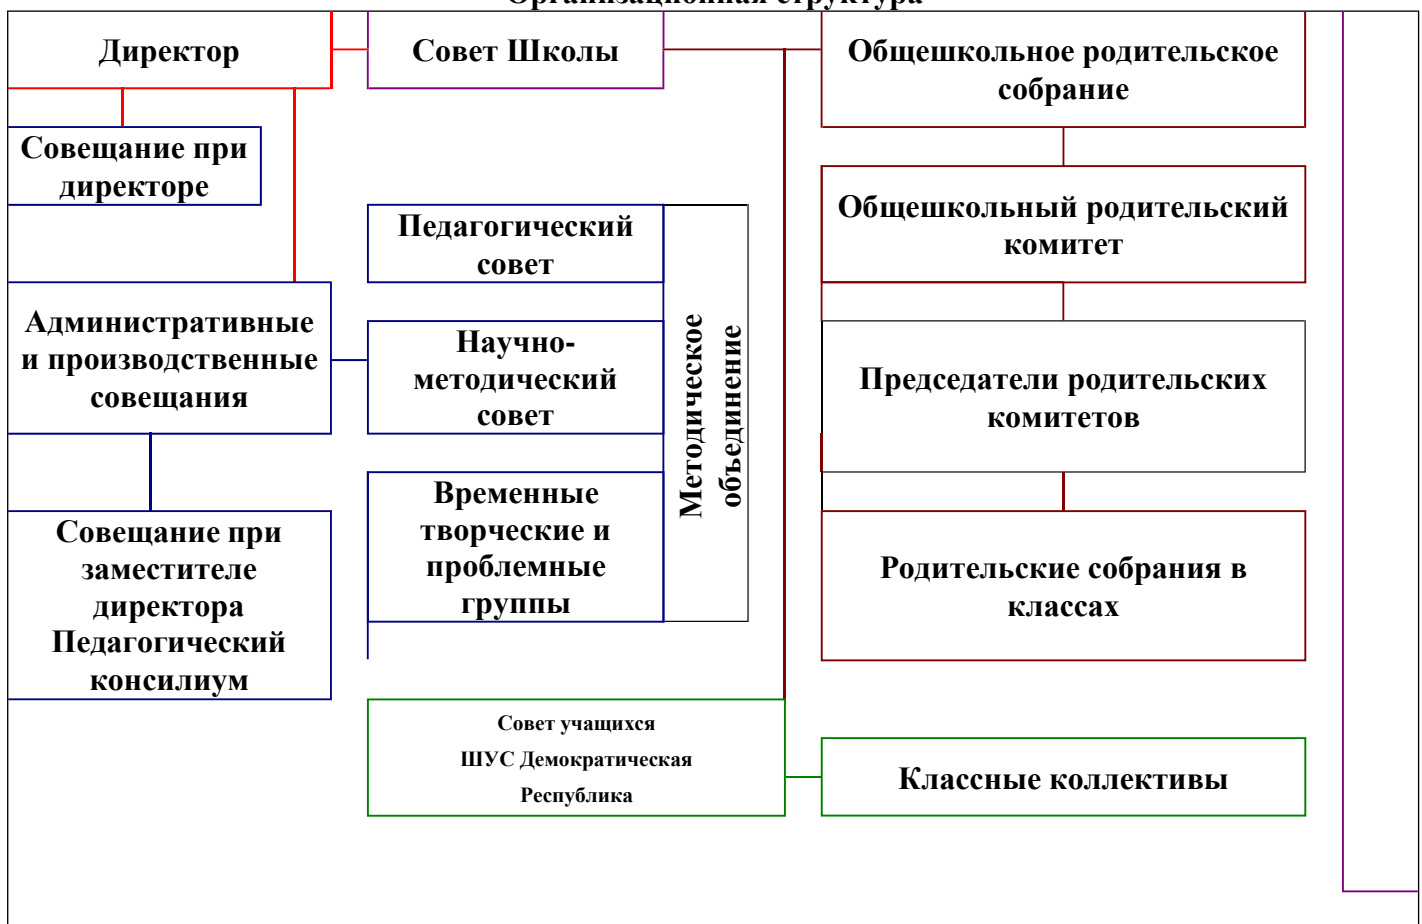 Организационная структура
Директор
Совет Школы
Общешкольное родительское
собрание
Совещание при
директоре
Общешкольный родительский
комитет
Педагогический
совет
Административные
и производственные
совещания
Научно-
методический
совет
Методическое
объединение
Председатели родительских
комитетов
Временные
творческие и
проблемные
группы
Совещание при
заместителе
директора
Педагогический
консилиум
Родительские собрания в
классах
Совет учащихся
ШУС Демократическая
Республика
Классные коллективы